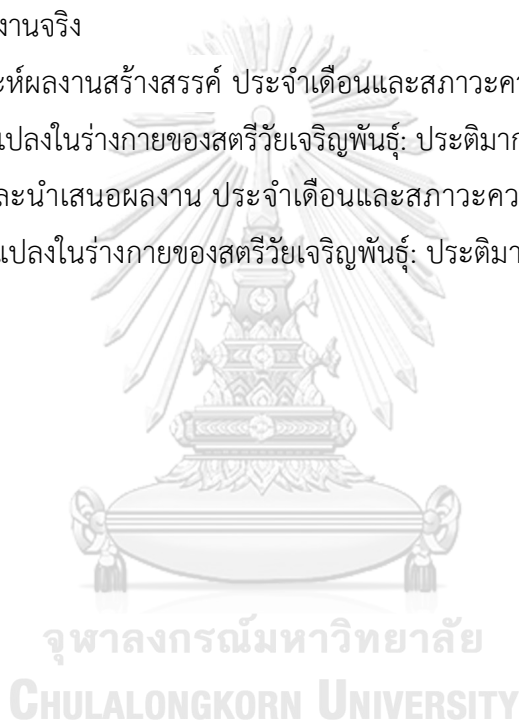 งานจริง
ะห์ผลงานสร้างสรรค์ ประจำเดือนและสภาวะคว
แปลงในร่างกายของสตรีวัยเจริญพันธุ์: ประติมาก
ละนำเสนอผลงาน ประจำเดือนและสภาวะคว
แปลงในร่างกายของสตรีวัยเจริญพันธุ์: ประติมา
จุฬาลงกรณ์มหาวิทยาลัย
CHULALONGKORN UNIVERSITY